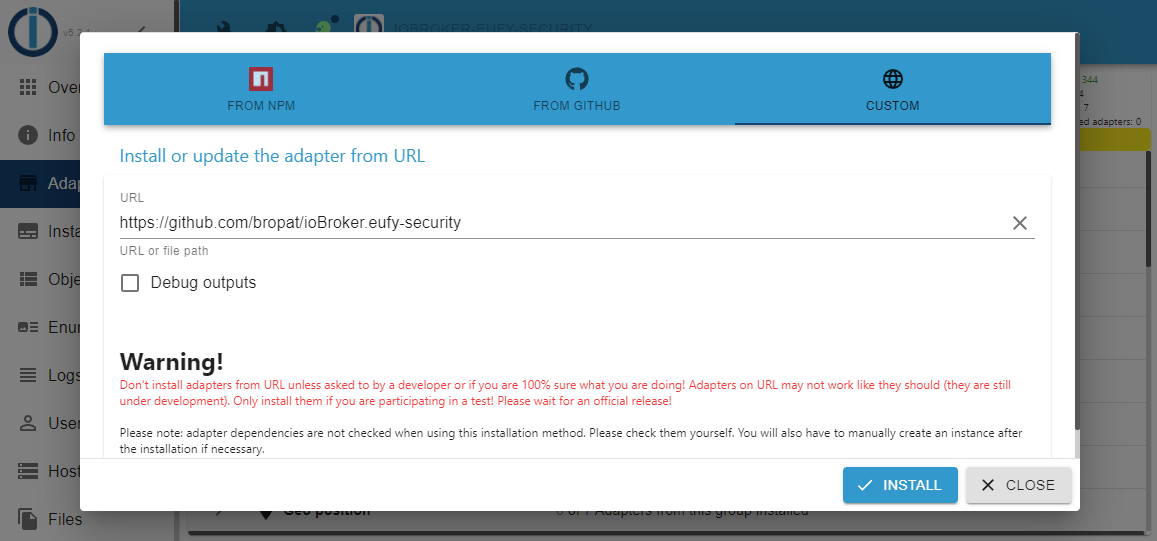 IOBROKER-EUFY-SECURITY
FROM NPM
FROM GITHUB
CUSTOM
344
4
7
ed adapters: 0
Install or update the adapter from URL
URL
https://github.com/bropat/ioBroker.eufy-security
URL or file path
Debug outputs
Warning!
Don't install adapters from URL unless asked to by a developer or if you are 100% sure what you are doing! Adapters on URL may not work like they should (they are still
under development). Only install them if you are participating in a test! Please wait for an official release!
Please note: adapter dependencies are not checked when using this installation method. Please check them yourself. You will also have to manually create an instance after
the installation if necessary.
INSTALL
CLOSE
Over
Info
Adap
Insta
Obje
Enur
Logs
User
Host
Files
Geo position
of 7 Adapters from this group installed